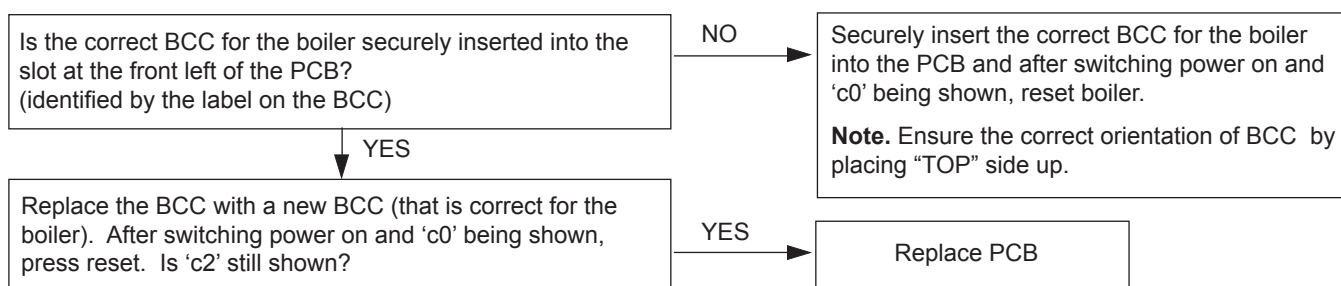 Is the correct BCC for the boiler securely inserted into the
slot at the front left of the PCB?
(identified by the label on the BCC)
NO
Securely insert the correct BCC for the boiler
into the PCB and after switching power on and
‘c0’ being shown, reset boiler.
Note. Ensure the correct orientation of BCC by
placing “TOP” side up.
YES
Replace the BCC with a new BCC (that is correct for the
boiler). After switching power on and ‘c0’ being shown,
press reset. Is ‘c2’ still shown?
YES
Replace PCB